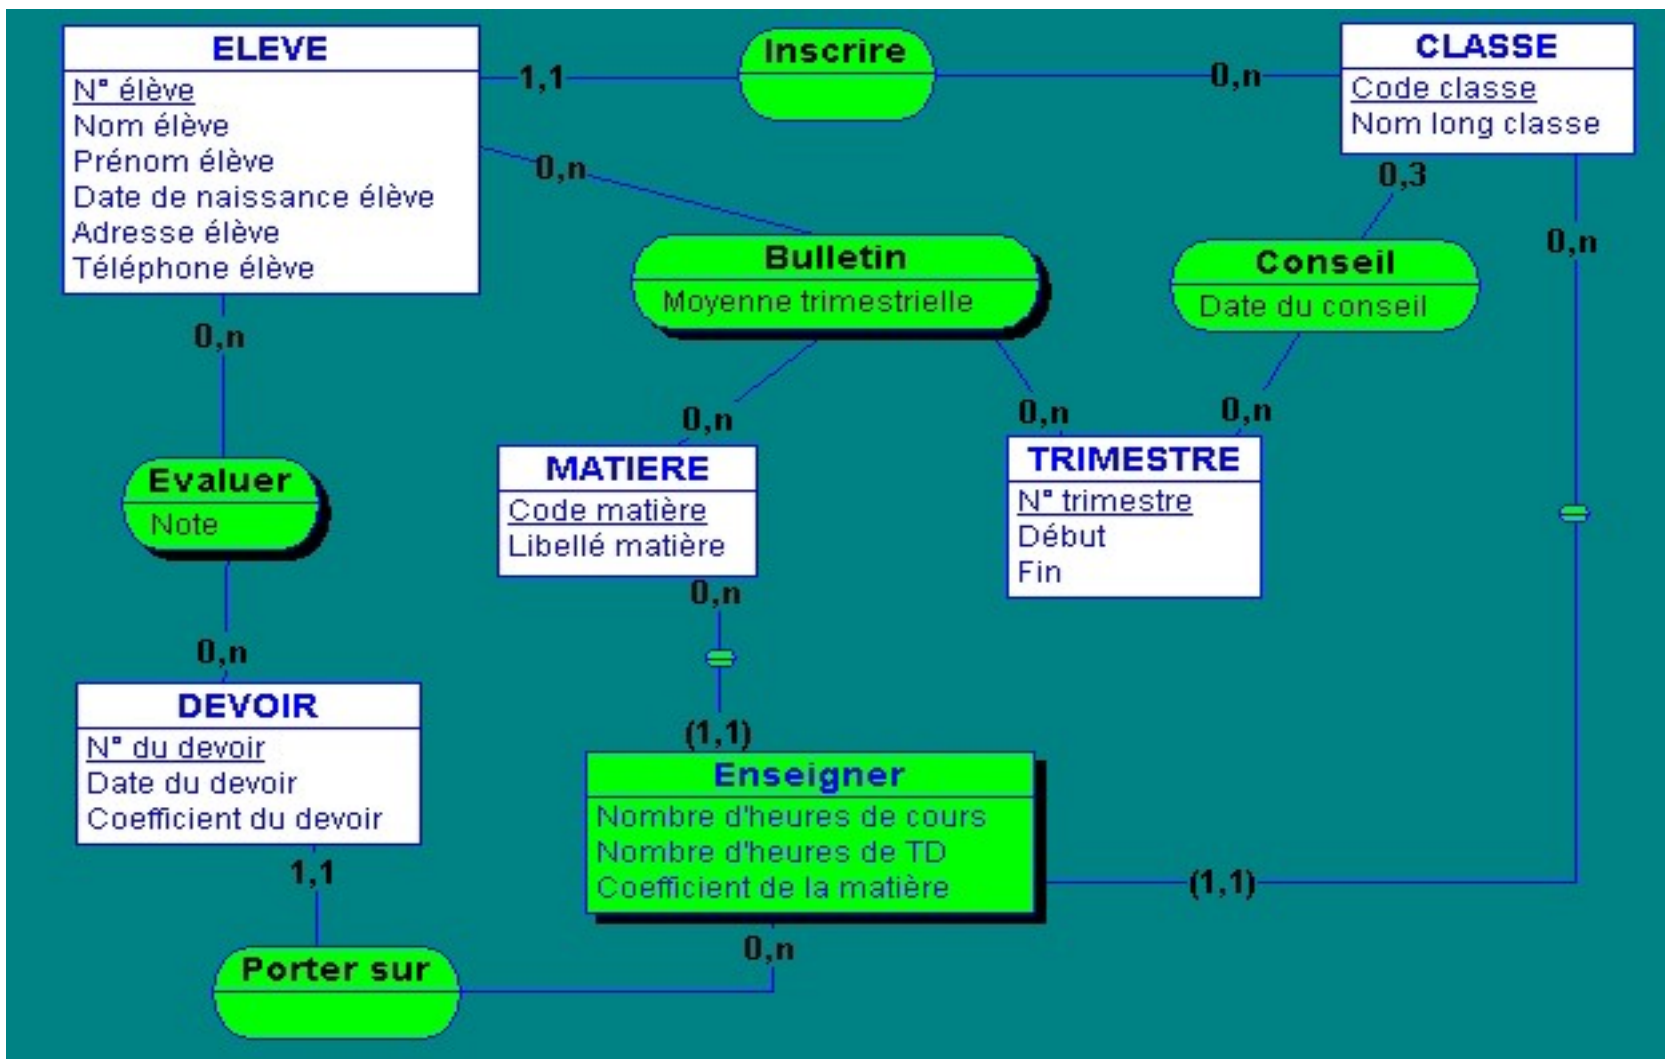 ELEVE
N° élève
Nom élève
Prénom élève
Date de naissance élève
Adresse élève
Téléphone élève
1,1
Inscrire
0,n
CLASSE
Code classe
Nom long classe
0,n
Bulletin
Moyenne trimestrielle
0,3
Conseil
Date du conseil
0,n
0,n
Evaluer
Note
0,n
MATIERE
Code matière
Libellé matière
0,n
0,n
TRIMESTRE
N° trimestre
Début
Fin
0,n
DEVOIR
N° du devoir
Date du devoir
Coefficient du devoir
0,n
(1,1)
Enseigner
Nombre d'heures de cours
Nombre d'heures de TD
Coefficient de la matière
(1,1)
1,1
Porter sur
0,n